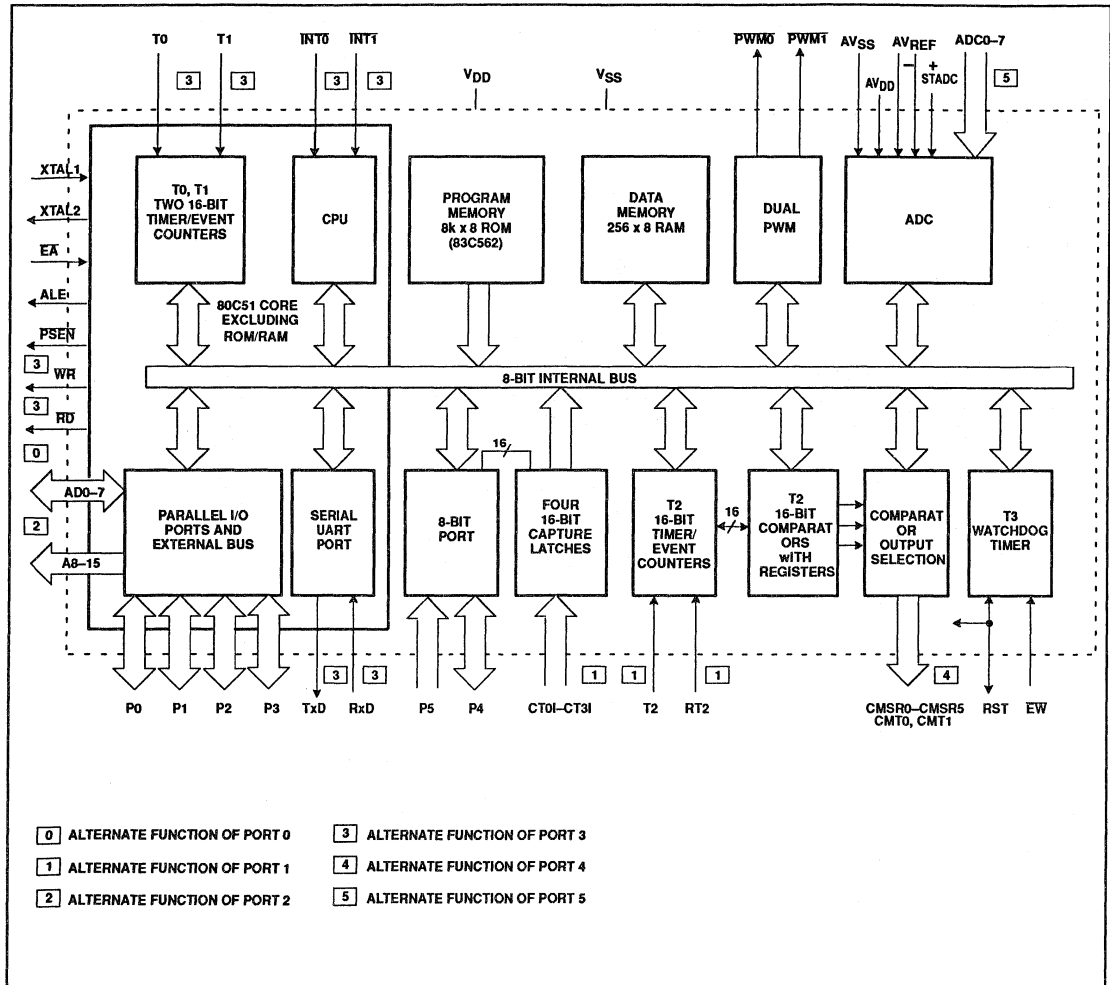 T0 T1 INT0 INT1
PWM0 PWM1 AVSS AVREF ADC0–7
3 3 3 3
VDD VSS
– +
AVDD STADC 5
XTAL1
XTAL2
EA
ALE
PSEN
3
WR
3
RD
0
AD0–7
2
A8–15
T0, T1
TWO 16-BIT
TIMER/EVENT
COUNTERS
CPU
PROGRAM
MEMORY
8k x 8 ROM
(83C562)
DATA
MEMORY
256 x 8 RAM
DUAL
PWM
ADC
80C51 CORE
EXCLUDING
ROM/RAM
8-BIT INTERNAL BUS
PARALLEL I/O
PORTS AND
EXTERNAL BUS
SERIAL
UART
PORT
8-BIT
PORT
16
FOUR
16-BIT
CAPTURE
LATCHES
T2
16-BIT
TIMER/
EVENT
COUNTERS
16
T2
16-BIT
COMPARAT
ORS
wITH
REGISTERS
COMPARAT
OR
OUTPUT
SELECTION
T3
WATCHDOG
TIMER
3 3 1 1 1 4
P0 P1 P2 P3 TxD RxD P5 P4 CT0I–CT3I T2 RT2 CMSR0–CMSR5 RST EW
CMT0, CMT1
0 ALTERNATE FUNCTION OF PORT 0
1 ALTERNATE FUNCTION OF PORT 1
2 ALTERNATE FUNCTION OF PORT 2
3 ALTERNATE FUNCTION OF PORT 3
4 ALTERNATE FUNCTION OF PORT 4
5 ALTERNATE FUNCTION OF PORT 5